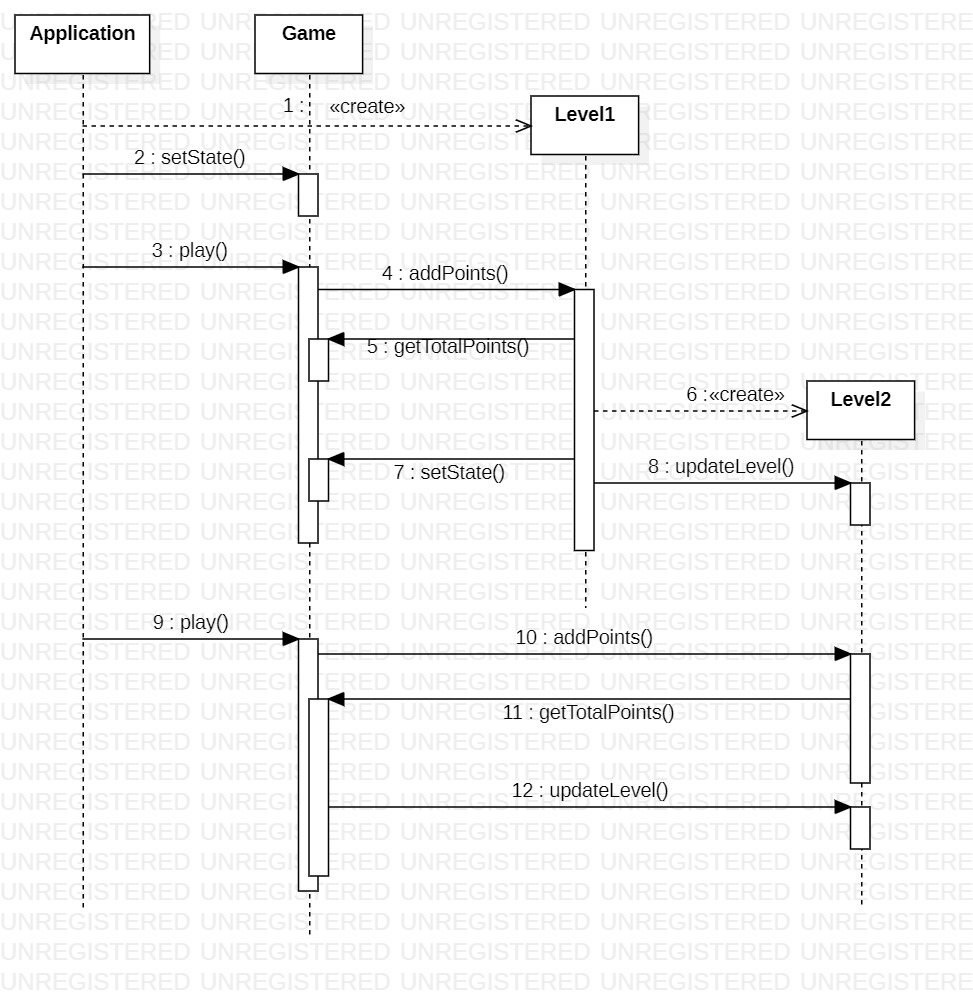 Application
Game
1 : «create»
Level1
2 : setState()
3 : play()
4 : addPoints()
5 : getTotalPoints()
6 :«create»
Level2
7 : setState()
8 : updateLevel()
9 : play()
10 : addPoints()
11 : getTotalPoints()
12 : updateLevel()
UNREGISTERED UNREGISTERED UNREGISTERED UNREGISTERED UNREGISTERE